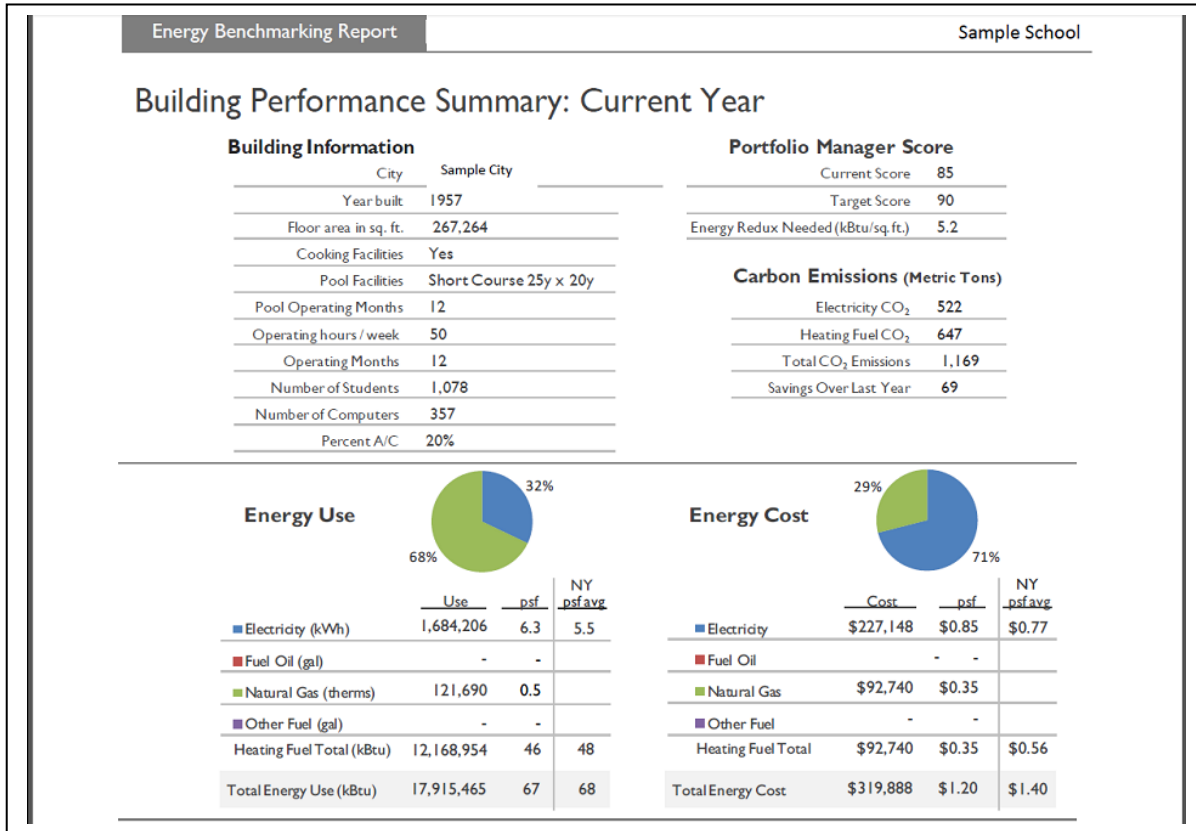 Energy Benchmarking Report
Sample School
Building Performance Summary: Current Year
Building Information
City Sample City
Year built 1957
Floor area in sq. ft. 267,264
Cooking Facilities Yes
Pool Facilities Short Course 25y x 20y
Pool Operating Months 12
Operating hours / week 50
Operating Months 12
Number of Students 1,078
Number of Computers 357
Percent A/C 20%
Portfolio Manager Score
Current Score 85
Target Score 90
Energy Redux Needed (kBtu/sq.ft.) 5.2
Carbon Emissions (Metric Tons)
Electricity CO₂ 522
Heating Fuel CO₂ 647
Total CO₂ Emissions 1,169
Savings Over Last Year 69
Energy Use
32%
68%
NY
Use psf psf avg
Electricity (kWh) 1,684,206 6.3 5.5
Fuel Oil (gal) - -
Natural Gas (therms) 121,690 0.5
Other Fuel (gal) - -
Heating Fuel Total (kBtu) 12,168,954 46 48
Total Energy Use (kBtu) 17,915,465 67 68
Energy Cost
29%
71%
NY
Cost psf psf avg
Electricity $227,148 $0.85 $0.77
Fuel Oil - -
Natural Gas $92,740 $0.35
Other Fuel - -
Heating Fuel Total $92,740 $0.35 $0.56
Total Energy Cost $319,888 $1.20 $1.40